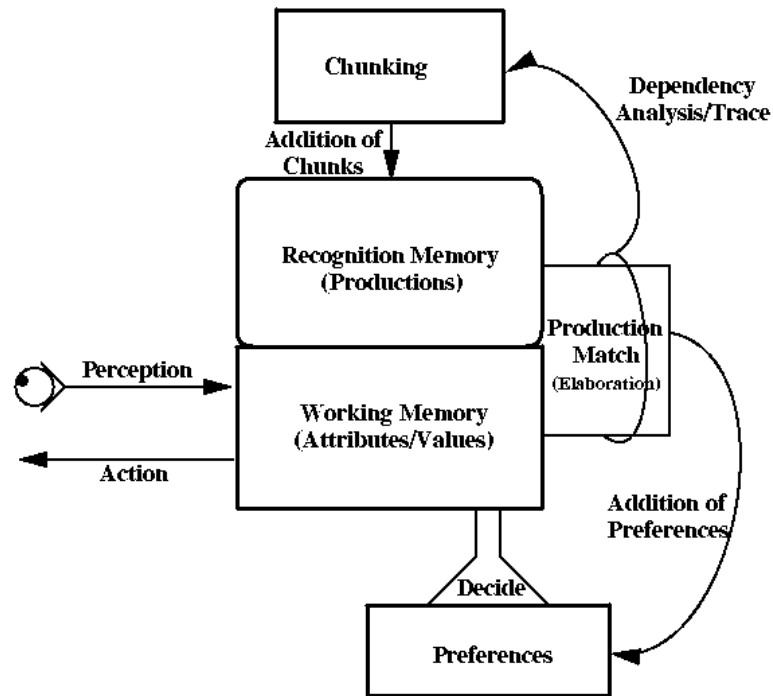 Chunking
Dependency
Analysis/Trace
Addition of
Chunks
Recognition Memory
(Productions)
Production
Match
(Elaboration)
Perception
Working Memory
(Attributes/Values)
Action
Addition of
Preferences
Decide
Preferences